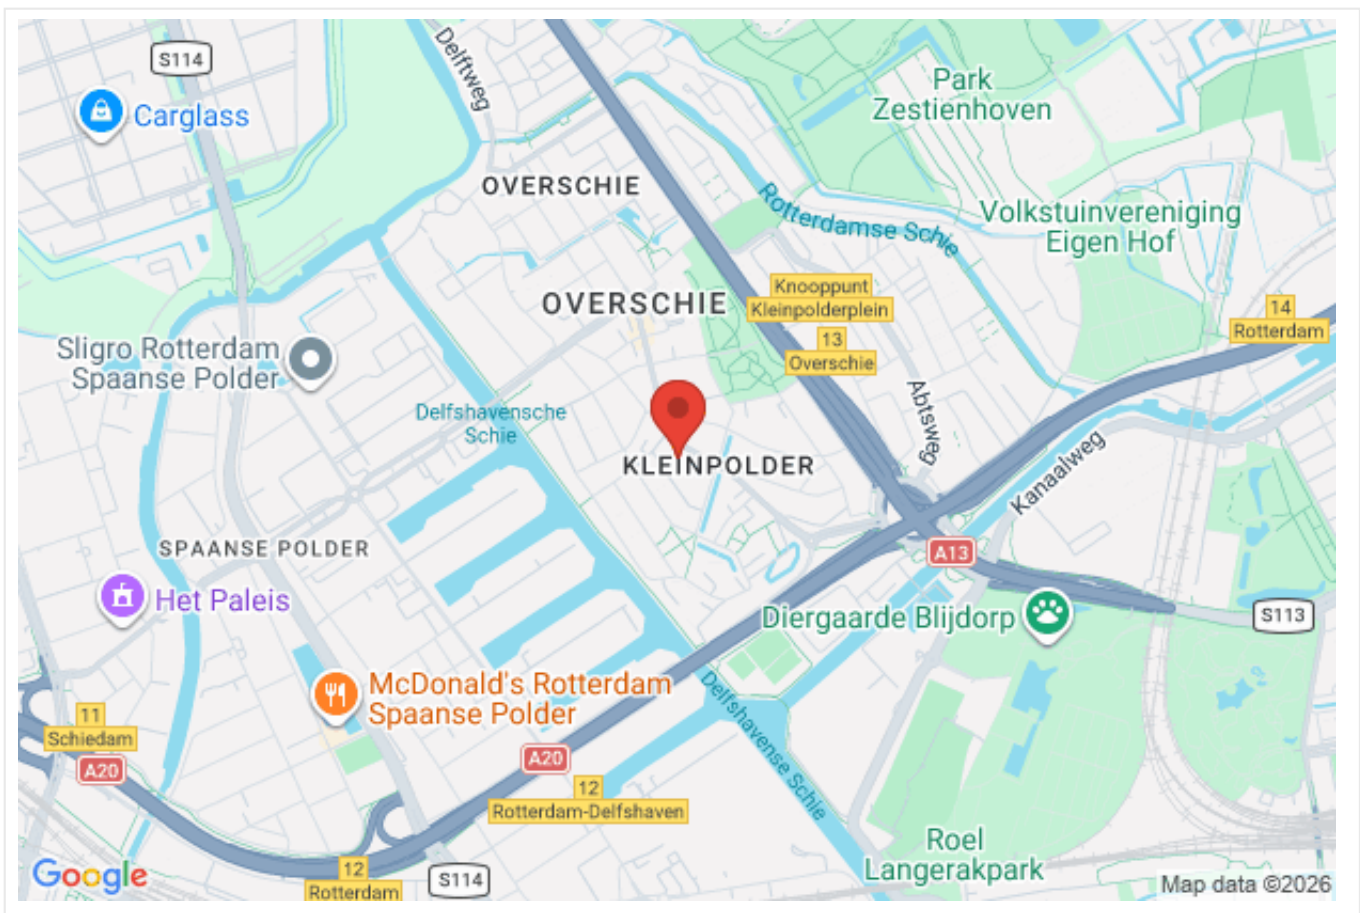 S114
Delftweg
Carglass
Park
Zestienhoven
OVERSCHIE
Rotterdamse Schie
Volkstuinvereniging
Eigen Hof
OVERSCHIE
Knooppunt
Kleinpolderplein
13
Overschie
14
Rotterdam
Sligro Rotterdam
Spaanse Polder
Delfshavensche
Schie
Abtsweg
KLEINPOLDER
Kanaalweg
SPAANSE POLDER
A13
Het Paleis
Diergaarde Blijdorp
S113
McDonald's Rotterdam
Spaanse Polder
Delfshavense Schie
11
Schiedam
A20
A20
12
Rotterdam-Delfshaven
Roel
Langerakpark
12
Rotterdam
S114
Google
Map data ©2026